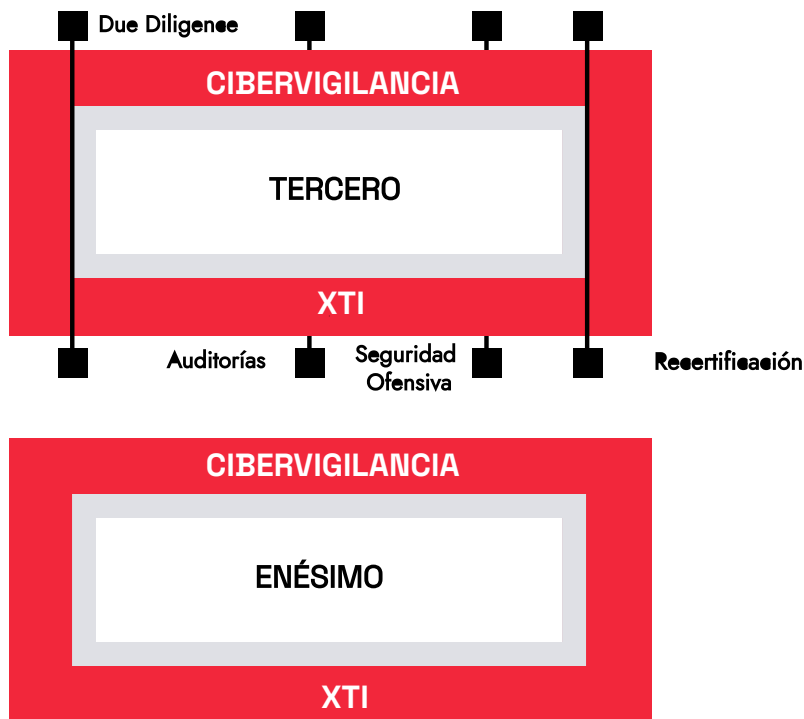 Due Diligence
CIBERVIGILANCIA
TERCERO
XTI
Auditorías
Seguridad
Ofensiva
Recertificación
CIBERVIGILANCIA
ENÉSIMO
XTI